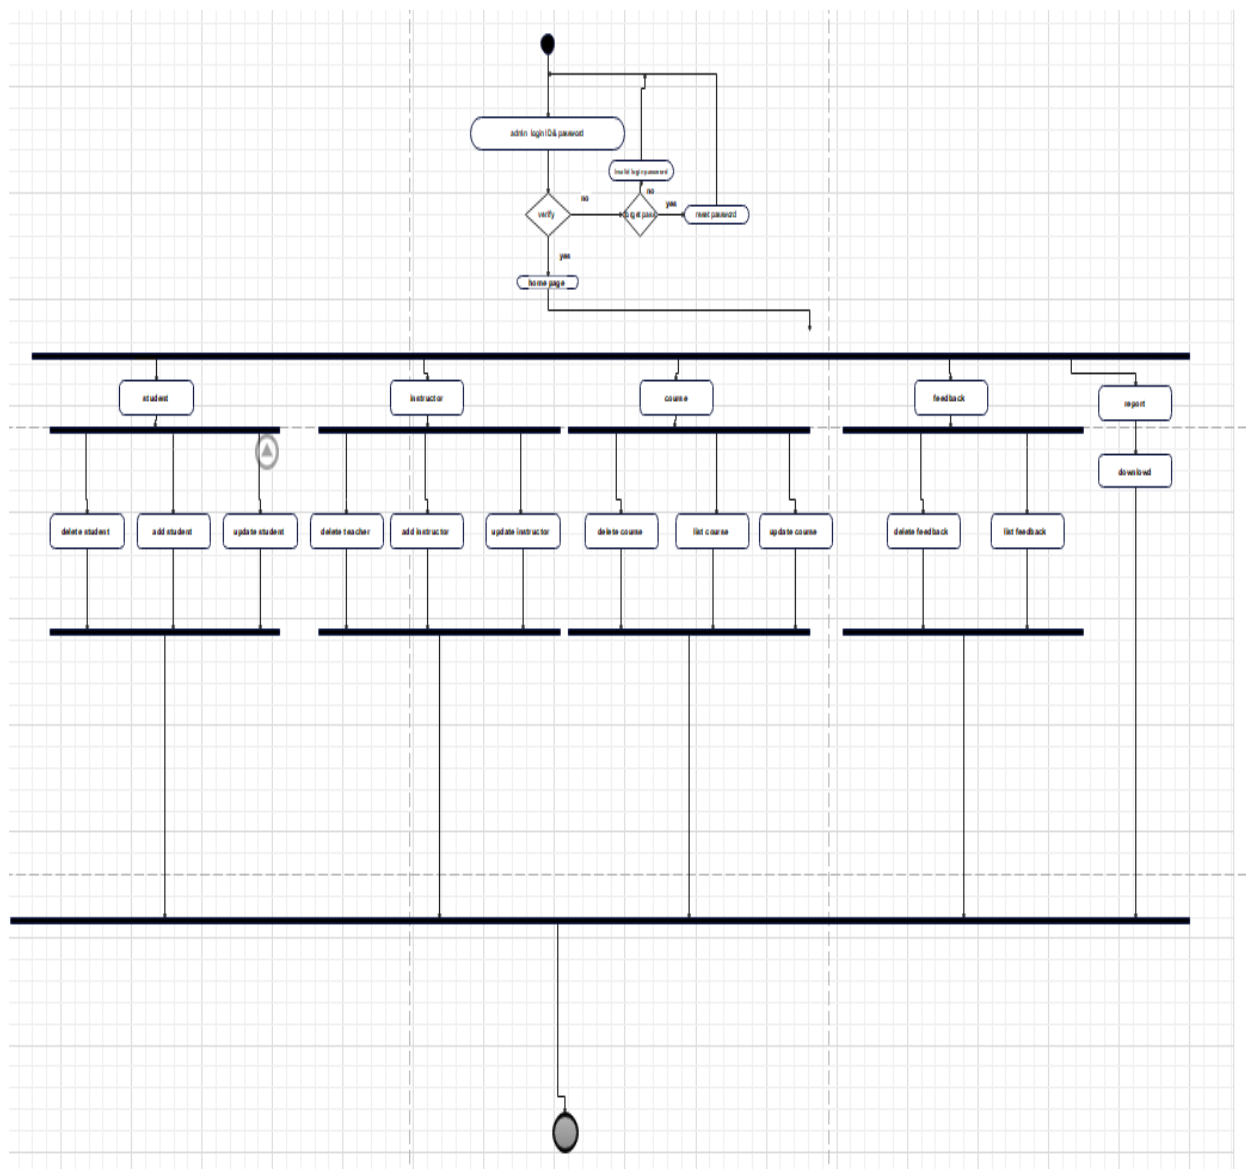 admin login ID & password
invalid login password
no
no
yes
verify
forget pass
reset password
yes
home page
student
instructor
course
feedback
report
downlowd
delete student
add student
update student
delete teacher
add instructor
update instructor
delete course
list course
update course
delete feedback
list feedback